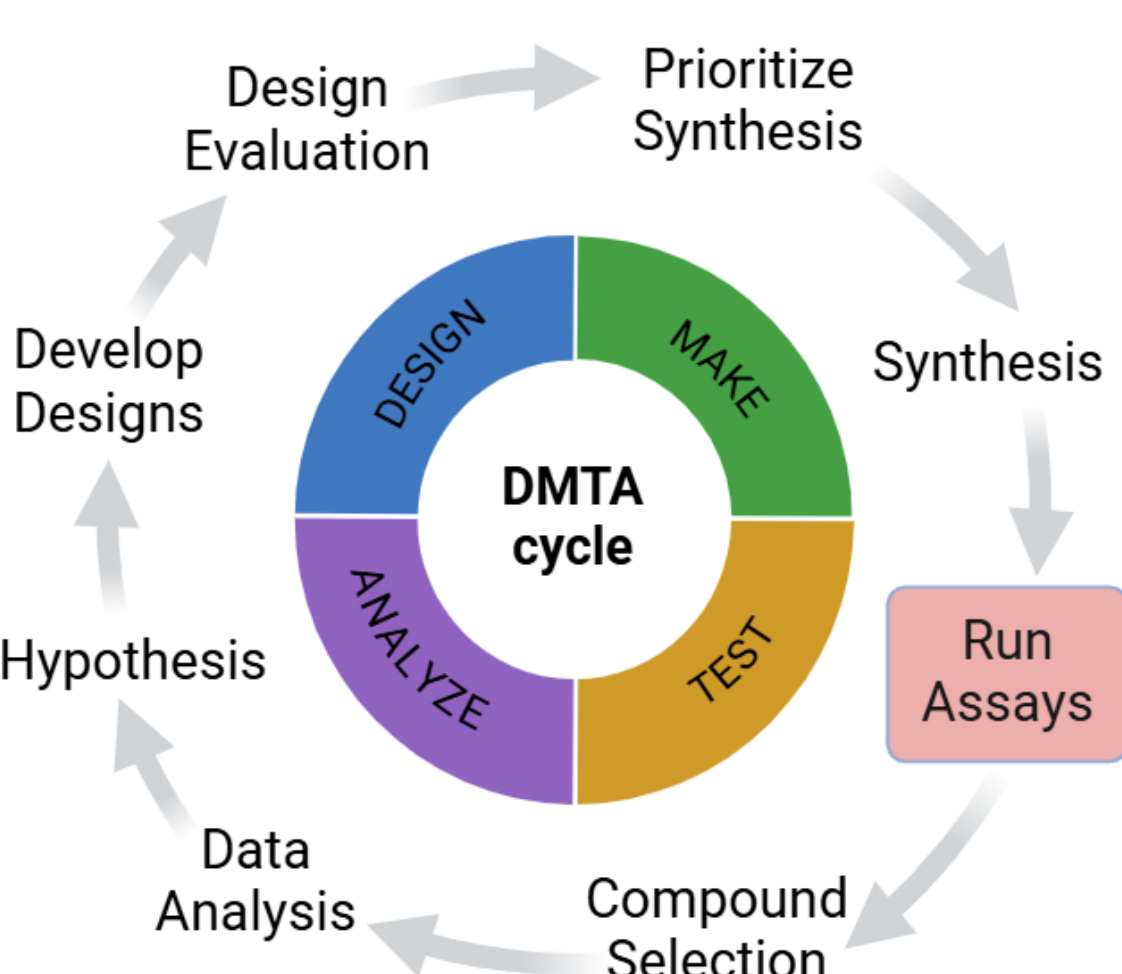 Design
Evaluation
Prioritize
Synthesis
Develop
Designs
DESIGN
MAKE
Synthesis
DMTA
cycle
Hypothesis
ANALYZE
TEST
Run
Assays
Data
Analysis
Compound
Selection